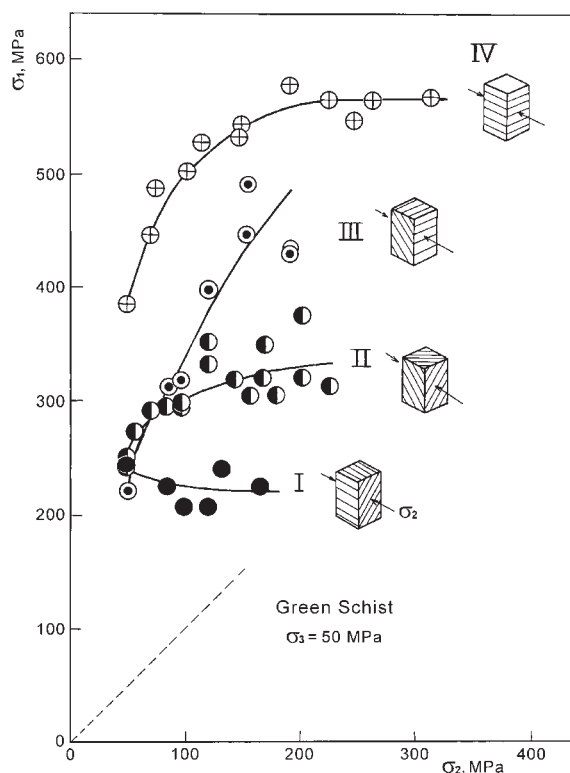 σ1, MPa
600
500
400
300
200
100
0
0
100
200
300
400
σ2, MPa
IV
III
II
I
σ2
Green Schist
σ3 = 50 MPa